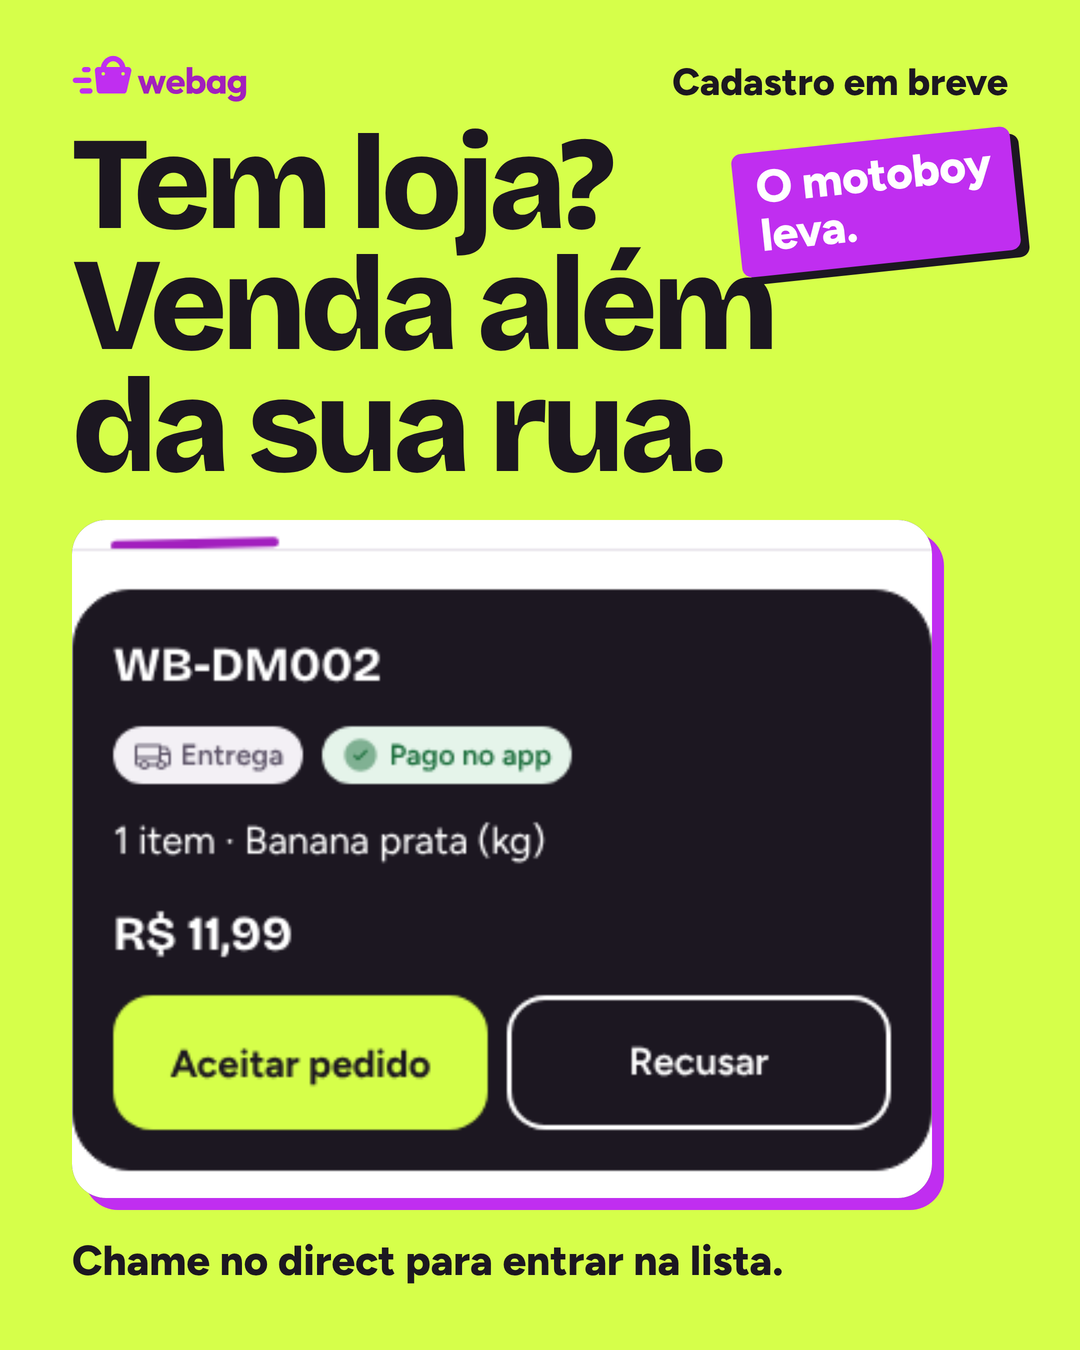 webag
Cadastro em breve
Tem loja?
Venda além
da sua rua.
O motoboy
leva.
WB-DM002
Entrega
Pago no app
1 item · Banana prata (kg)
R$ 11,99
Aceitar pedido
Recusar
Chame no direct para entrar na lista.